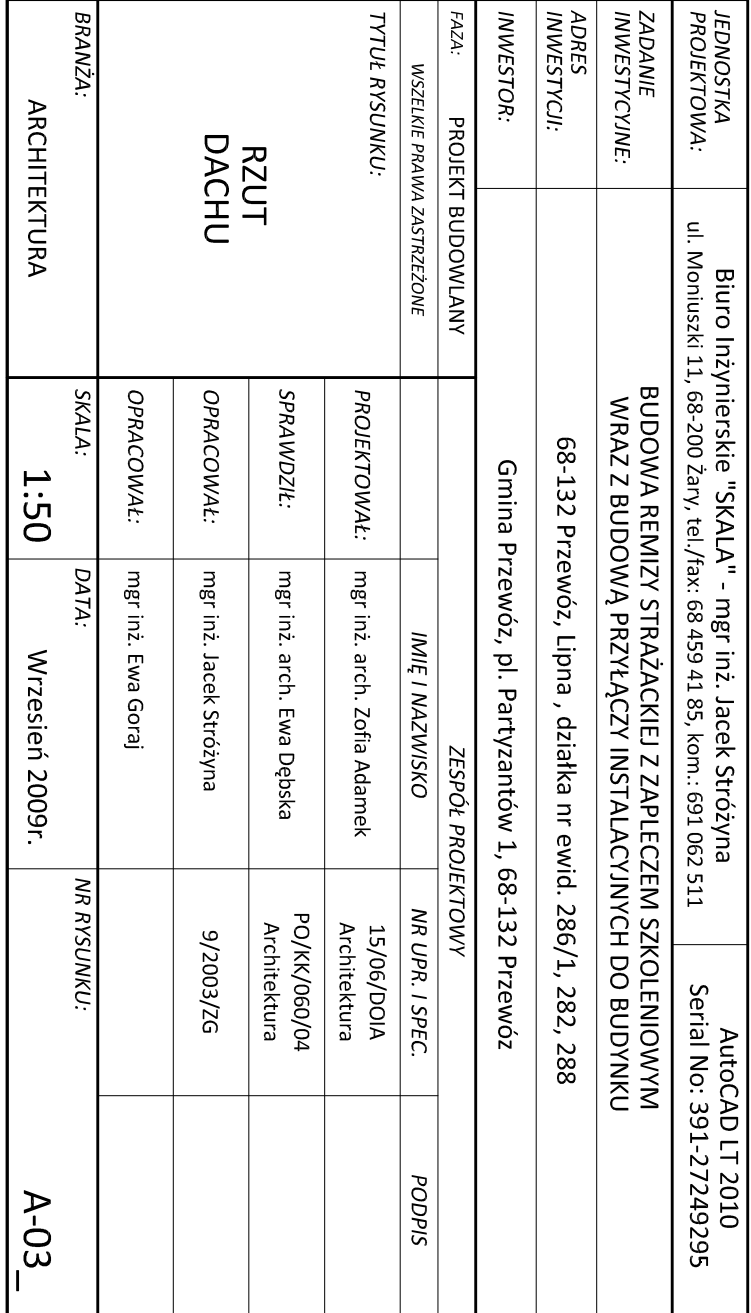 JEDNOSTKA
PROJEKTOWA:
Biuro Inżynierskie "SKALA" - mgr inż. Jacek Stróżyna
ul. Moniuszki 11, 68-200 Żary, tel./fax: 68 459 41 85, kom.: 691 062 511
AutoCAD LT 2010
Serial No: 391-27249295
ZADANIE
INWESTYCYJNE:
BUDOWA REMIZY STRAŻACKIEJ Z ZAPLECZEM SZKOLENIOWYM
WRAZ Z BUDOWĄ PRZYŁĄCZY INSTALACYJNYCH DO BUDYNKU
ADRES
INWESTYCJI:
68-132 Przewóz, Lipna , działka nr ewid. 286/1, 282, 288
INWESTOR:
Gmina Przewóz, pl. Partyzantów 1, 68-132 Przewóz
FAZA: PROJEKT BUDOWLANY
ZESPÓŁ PROJEKTOWY
WSZELKIE PRAWA ZASTRZEŻONE
IMIĘ I NAZWISKO
NR UPR. I SPEC.
PODPIS
TYTUŁ RYSUNKU:
RZUT
DACHU
PROJEKTOWAŁ:
mgr inż. arch. Zofia Adamek
15/06/DOIA
Architektura
SPRAWDZIŁ:
mgr inż. arch. Ewa Dębska
PO/KK/060/04
Architektura
OPRACOWAŁ:
mgr inż. Jacek Stróżyna
9/2003/ZG
OPRACOWAŁ:
mgr inż. Ewa Goraj
BRANŻA:
ARCHITEKTURA
SKALA:
1:50
DATA:
Wrzesień 2009r.
NR RYSUNKU:
A-03_